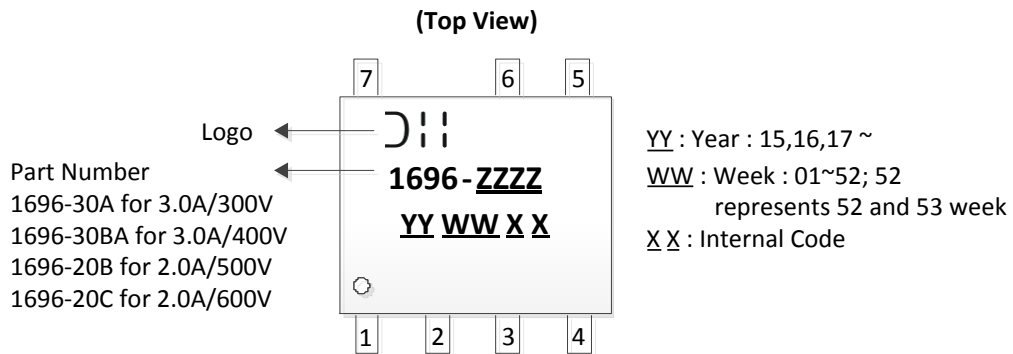 (Top View)
7 6 5
Logo
Part Number
1696-30A for 3.0A/300V
1696-30BA for 3.0A/400V
1696-20B for 2.0A/500V
1696-20C for 2.0A/600V
1696-ZZZZ
YY WW X X
1 2 3 4
YY : Year : 15,16,17 ~
WW : Week : 01~52; 52
represents 52 and 53 week
X X : Internal Code